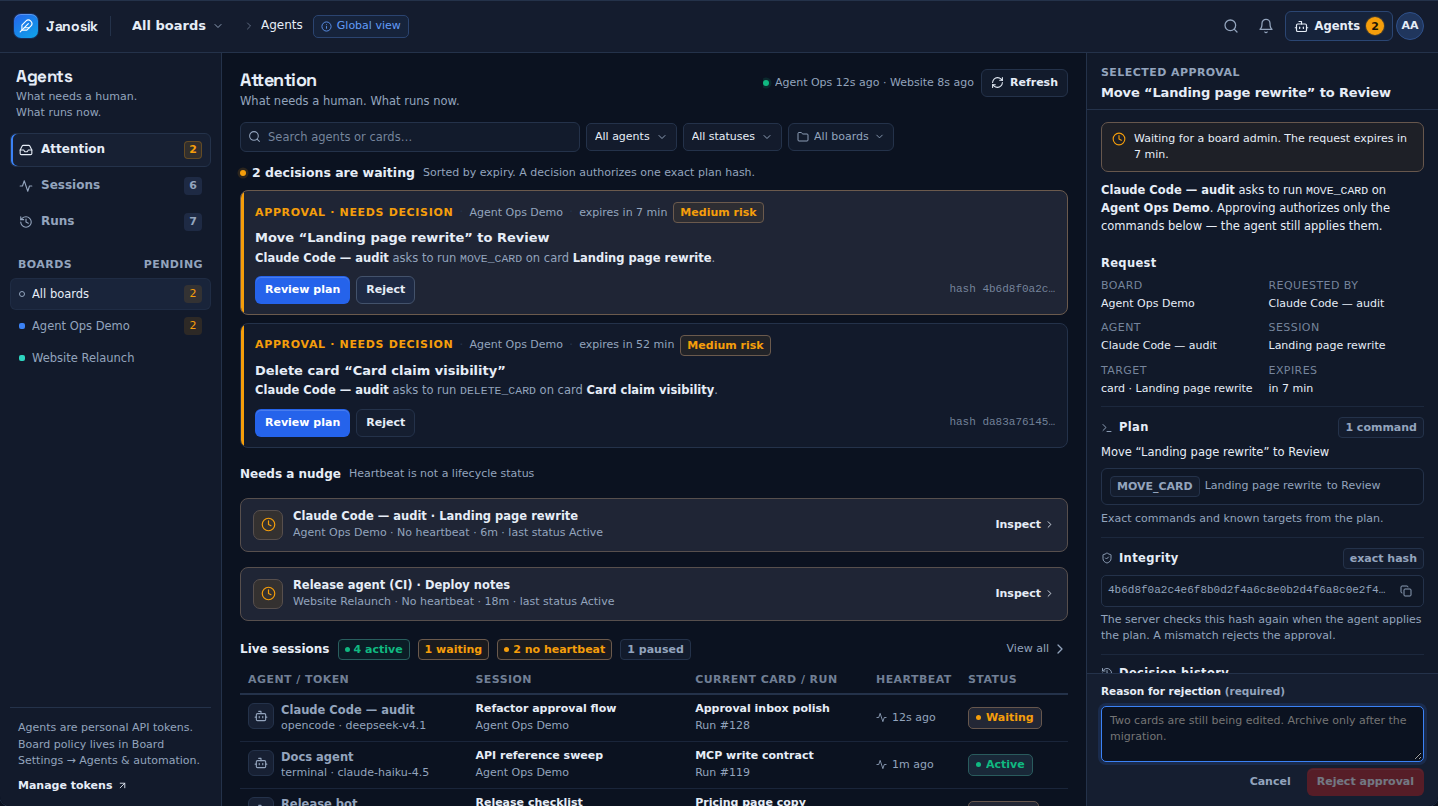 Janosik
All boards
Agents
Global view
Agents 2
AA
Agents
What needs a human.
What runs now.
Attention 2
Sessions 6
Runs 7
BOARDS PENDING
All boards 2
Agent Ops Demo 2
Website Relaunch
Agents are personal API tokens.
Board policy lives in Board
Settings → Agents & automation.
Manage tokens
Attention
What needs a human. What runs now.
Agent Ops 12s ago · Website 8s ago
Refresh
Search agents or cards...
All agents
All statuses
All boards
2 decisions are waiting Sorted by expiry. A decision authorizes one exact plan hash.
APPROVAL · NEEDS DECISION Agent Ops Demo · expires in 7 min Medium risk
Move “Landing page rewrite” to Review
Claude Code — audit asks to run MOVE_CARD on card Landing page rewrite.
Review plan Reject hash 4b6d8f0a2c…
APPROVAL · NEEDS DECISION Agent Ops Demo · expires in 52 min Medium risk
Delete card “Card claim visibility”
Claude Code — audit asks to run DELETE_CARD on card Card claim visibility.
Review plan Reject hash da83a76145…
Needs a nudge Heartbeat is not a lifecycle status
Claude Code — audit · Landing page rewrite
Agent Ops Demo · No heartbeat · 6m · last status Active
Inspect
Release agent (CI) · Deploy notes
Website Relaunch · No heartbeat · 18m · last status Active
Inspect
Live sessions 4 active 1 waiting 2 no heartbeat 1 paused View all
AGENT / TOKEN SESSION CURRENT CARD / RUN HEARTBEAT STATUS
Claude Code — audit Refactor approval flow Approval inbox polish 12s ago Waiting
opencode · deepseek-v4.1 Agent Ops Demo Run #128
Docs agent API reference sweep MCP write contract 1m ago Active
terminal · claude-haiku-4.5 Agent Ops Demo Run #119
Release bot Release checklist Pricing page copy
SELECTED APPROVAL
Move “Landing page rewrite” to Review
Waiting for a board admin. The request expires in
7 min.
Claude Code — audit asks to run MOVE_CARD on
Agent Ops Demo. Approving authorizes only the
commands below — the agent still applies them.
Request
BOARD REQUESTED BY
Agent Ops Demo Claude Code — audit
AGENT SESSION
Claude Code — audit Landing page rewrite
TARGET EXPIRES
card · Landing page rewrite in 7 min
Plan 1 command
Move “Landing page rewrite” to Review
MOVE_CARD Landing page rewrite to Review
Exact commands and known targets from the plan.
Integrity exact hash
4b6d8f0a2c4e6f8b0d2f4a6c8e0b2d4f6a8c0e2f4…
The server checks this hash again when the agent applies
the plan. A mismatch rejects the approval.
Decision history
Reason for rejection (required)
Two cards are still being edited. Archive only after the
migration.
Cancel Reject approval